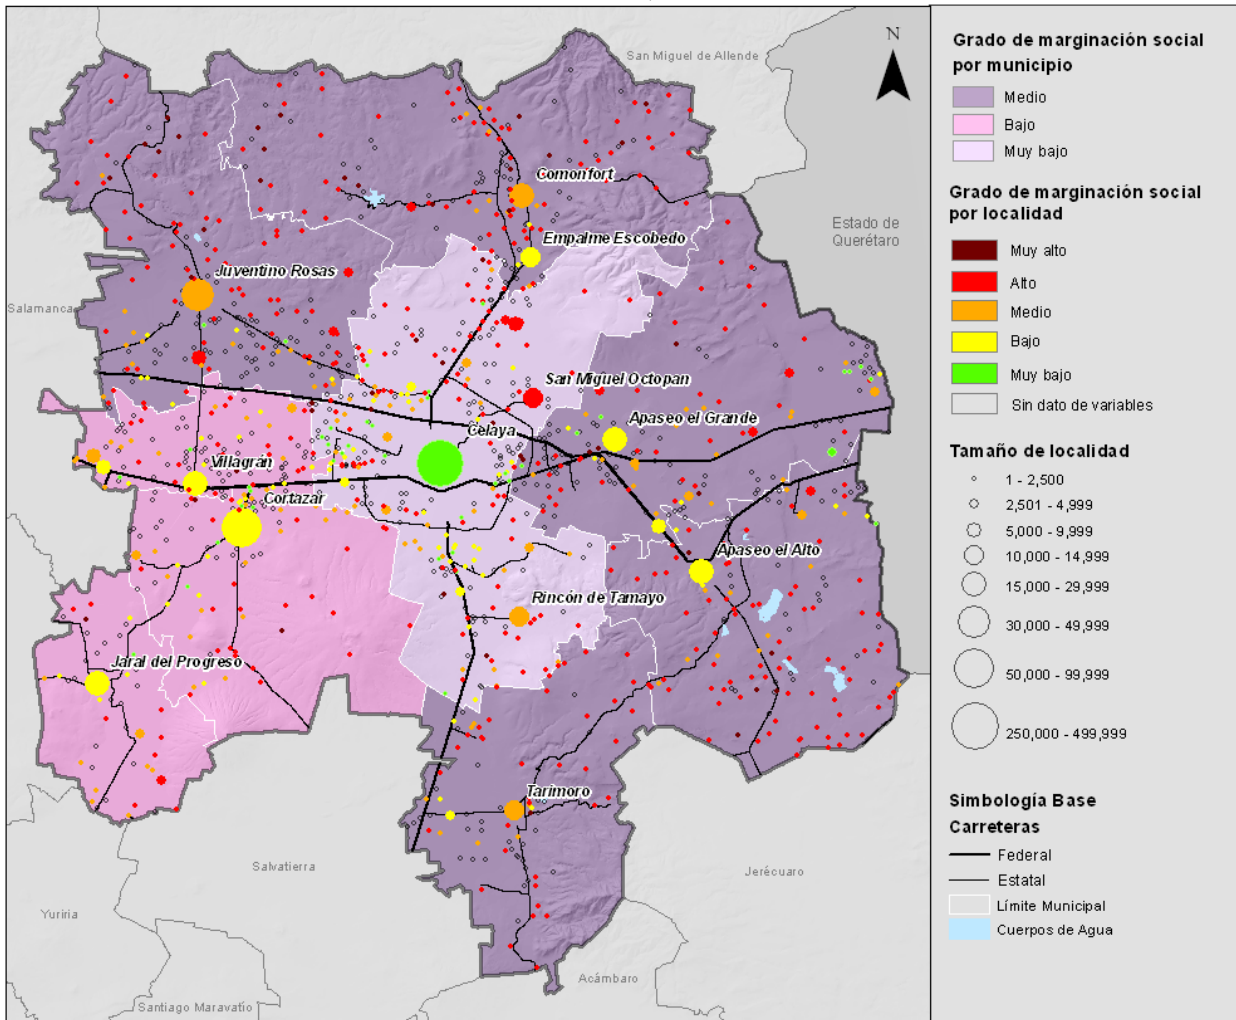 San Miguel de Allende
N
Comonfort
Estado de
Querétaro
Empalme Escobedo
Juventino Rosas
Salamanca
San Miguel Octopan
Apaseo el Grande
Celaya
Villagrán
Cortazar
Apaseo el Alto
Rincón de Tamayo
Jaral del Progreso
Tarimoro
Salvatierra
Jerécuaro
Yuriria
Acámbaro
Santiago Maravatío
Grado de marginación social
por municipio
Medio
Bajo
Muy bajo
Grado de marginación social
por localidad
Muy alto
Alto
Medio
Bajo
Muy bajo
Sin dato de variables
Tamaño de localidad
1 - 2,500
2,501 - 4,999
5,000 - 9,999
10,000 - 14,999
15,000 - 29,999
30,000 - 49,999
50,000 - 99,999
250,000 - 499,999
Simbología Base
Carreteras
Federal
Estatal
Límite Municipal
Cuerpos de Agua